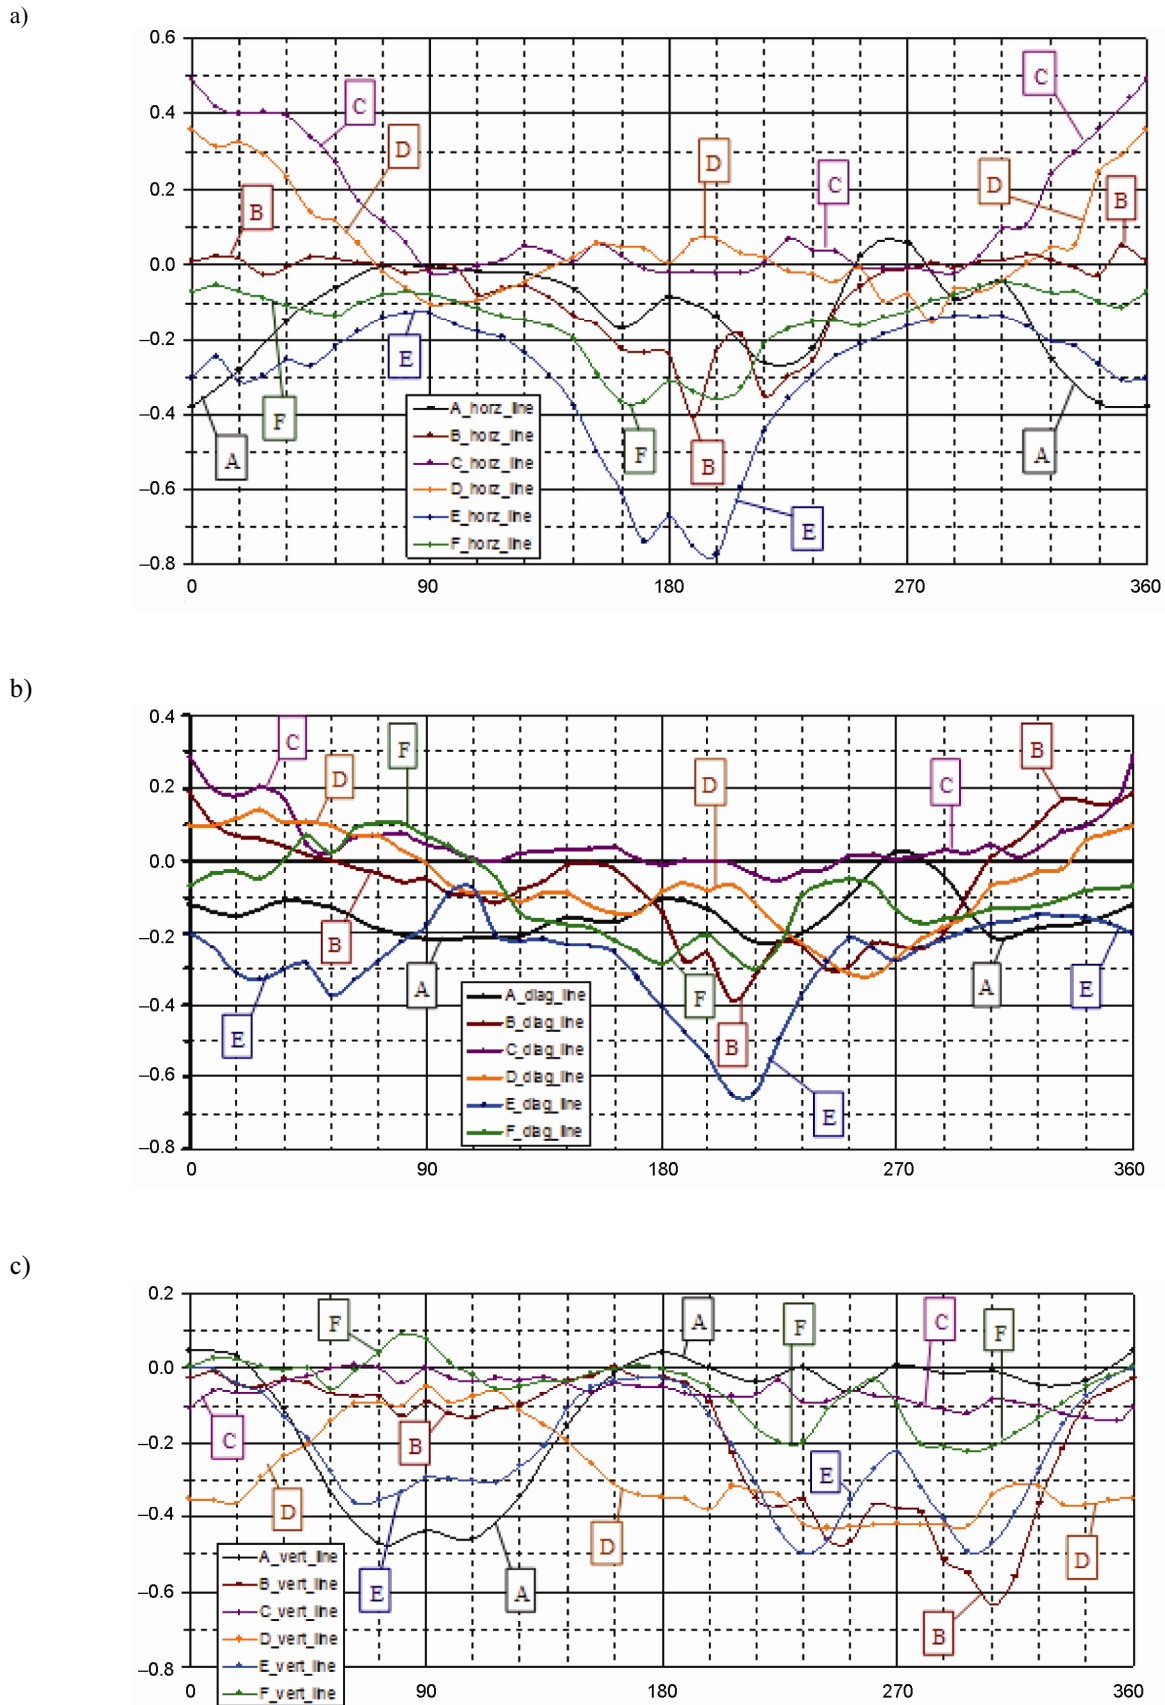 a)
0.6
C
C
0.4
D
D
C
D
B
B
0.2
0.0
–0.2
E
–0.4
F
A
F
B
A
A_horz_line
B_horz_line
C_horz_line
D_horz_line
E_horz_line
F_horz_line
–0.6
E
–0.8
0 90 180 270 360
b)
0.4
C
F
B
D
D
C
0.2
0.0
–0.2
B
A
F
A
E
E
B
–0.4
A_diag_line
B_diag_line
C_diag_line
D_diag_line
E_diag_line
F_diag_line
–0.6
E
–0.8
0 90 180 270 360
c)
0.2
F
A
F
C
F
0.0
–0.2
C
B
E
–0.4
D
D
D
E
A
–0.6
B
A_vert_line
B_vert_line
C_vert_line
D_vert_line
E_vert_line
F_vert_line
–0.8
0 90 180 270 360